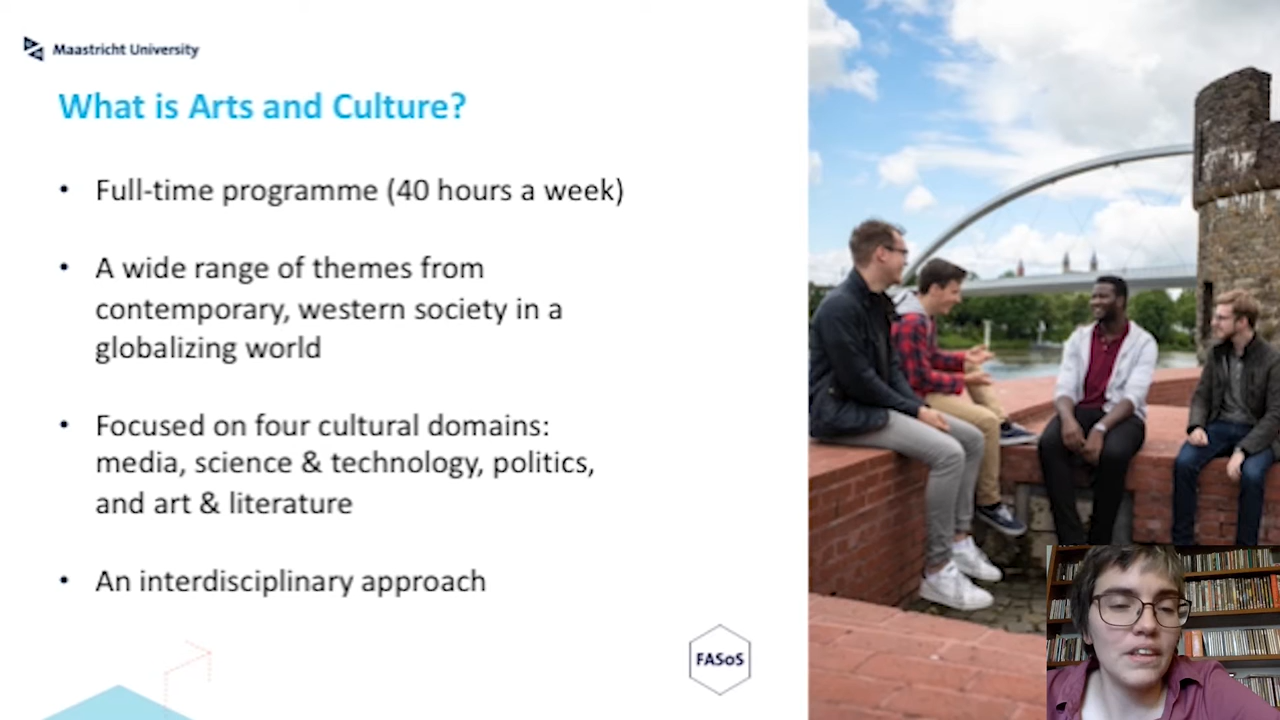 Maastricht University
What is Arts and Culture?
• Full-time programme (40 hours a week)
• A wide range of themes from
contemporary, western society in a
globalizing world
• Focused on four cultural domains:
media, science & technology, politics,
and art & literature
• An interdisciplinary approach
FASoS